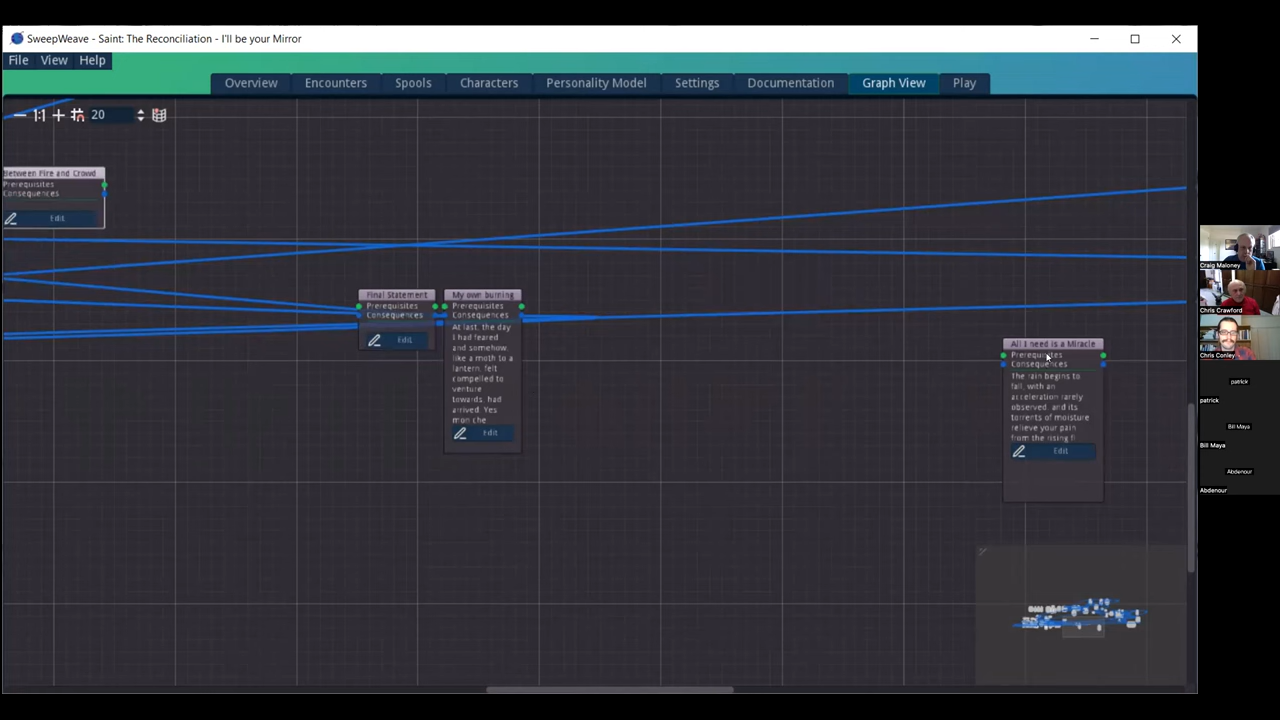 SweepWeave - Saint: The Reconciliation - I'll be your Mirror
File View Help
Overview Encounters Spools Characters Personality Model Settings Documentation Graph View Play
1:1 20
Between Fire and Crowd
Prerequisites
Consequences
Edit
Final Statement
Prerequisites
Consequences
Edit
My own burning
Prerequisites
Consequences
At last, the day
I had feared
and somehow,
like a moth to a
lantern, felt
compelled to
venture
towards, had
arrived. Yes
mon che
Edit
All I need is a Miracle
Prerequisites
Consequences
The rain begins to
fall, with an
acceleration rarely
observed, and its
torrents of moisture
relieve your pain
from the rising fl
Edit
Craig Maloney
Chris Crawford
Chris Conley
patrick
patrick
Bill Maya
Bill Maya
Abdenour
Abdenour